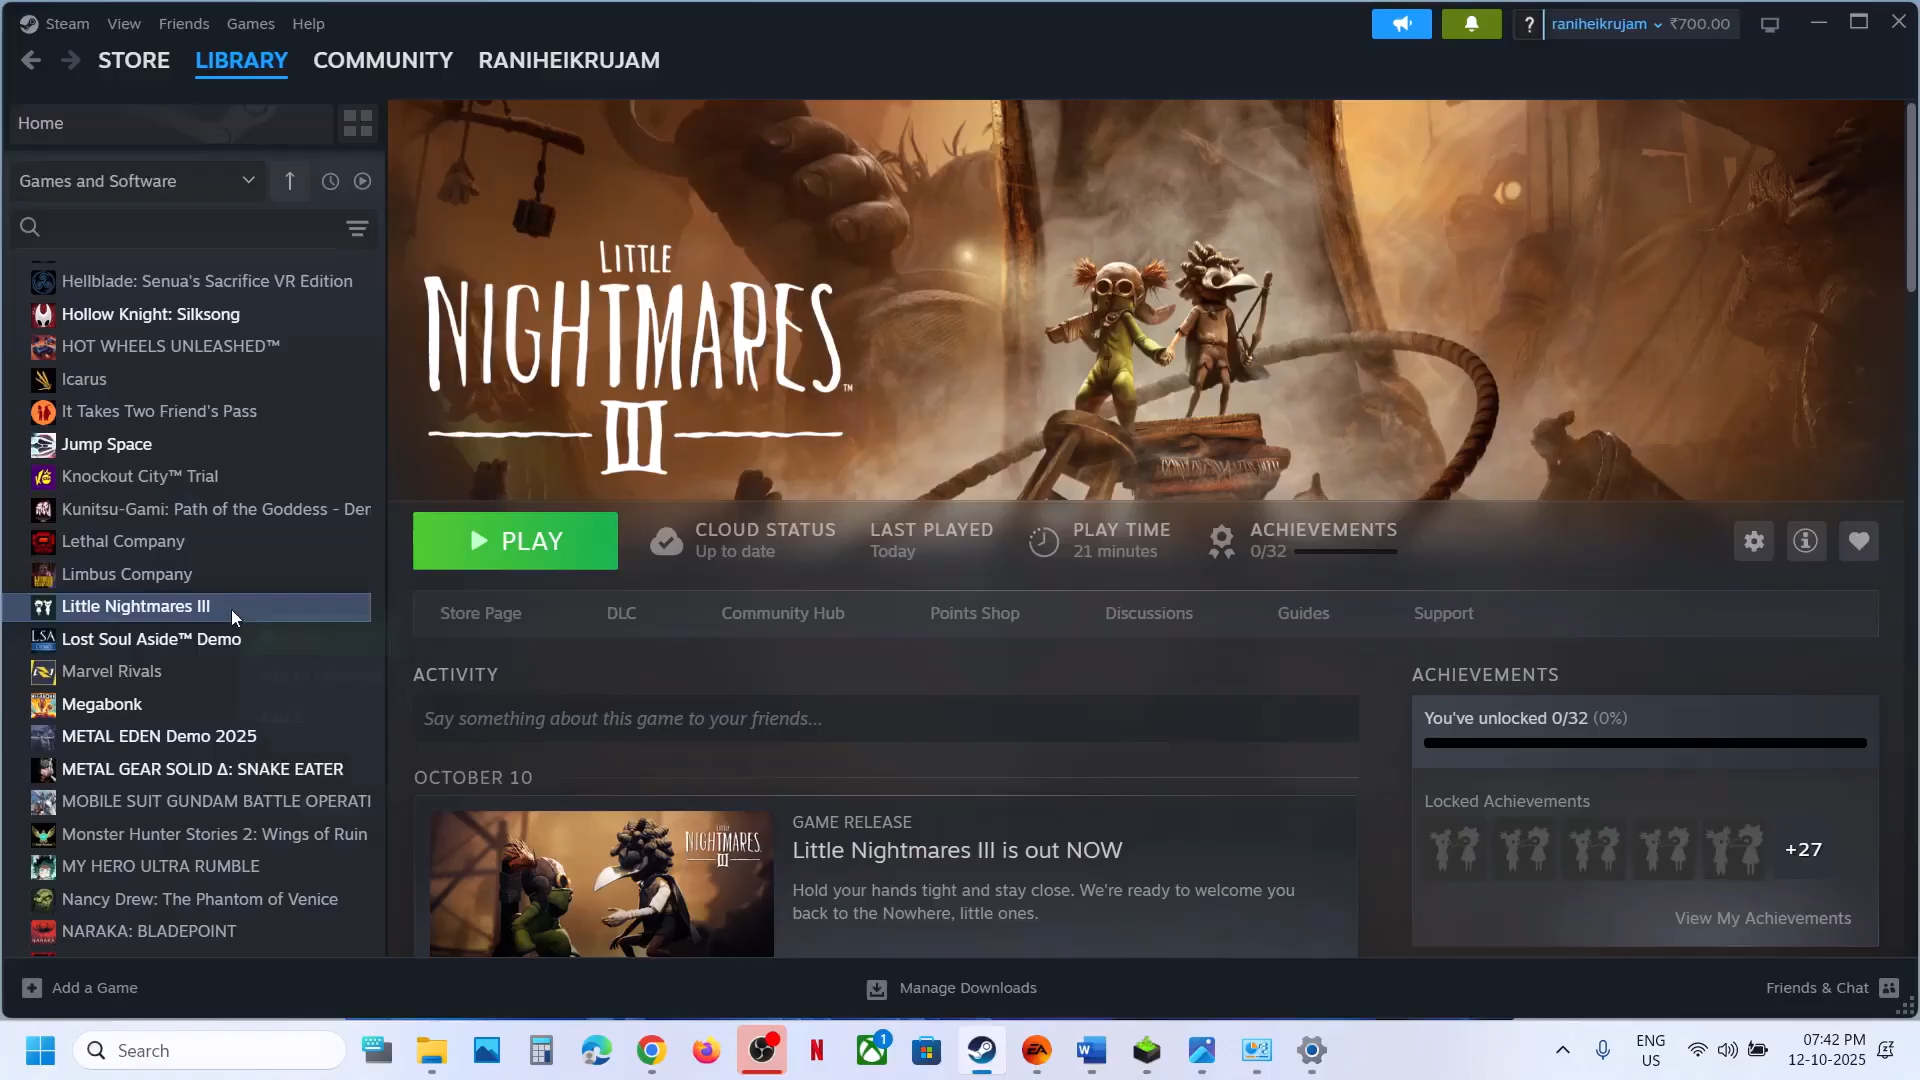 Steam View Friends Games Help
? raniheikrujam ₹700.00
STORE LIBRARY COMMUNITY RANIHEIKRUJAM
Home
Games and Software
Hellblade: Senua's Sacrifice VR Edition
Hollow Knight: Silksong
HOT WHEELS UNLEASHED™
Icarus
It Takes Two Friend's Pass
Jump Space
Knockout City™ Trial
Kunitsu-Gami: Path of the Goddess - Der
Lethal Company
Limbus Company
Little Nightmares III
LSA Lost Soul Aside™ Demo
Marvel Rivals
Megabonk
METAL EDEN Demo 2025
METAL GEAR SOLID Δ: SNAKE EATER
MOBILE SUIT GUNDAM BATTLE OPERATI
Monster Hunter Stories 2: Wings of Ruin
MY HERO ULTRA RUMBLE
Nancy Drew: The Phantom of Venice
NARAKA: BLADEPOINT
LITTLE
NIGHTMARES™
III
PLAY
CLOUD STATUS
Up to date
LAST PLAYED
Today
PLAY TIME
21 minutes
ACHIEVEMENTS
0/32
Store Page DLC Community Hub Points Shop Discussions Guides Support
ACTIVITY
Say something about this game to your friends...
OCTOBER 10
LITTLE
NIGHTMARES
III
GAME RELEASE
Little Nightmares III is out NOW
Hold your hands tight and stay close. We're ready to welcome you
back to the Nowhere, little ones.
ACHIEVEMENTS
You've unlocked 0/32 (0%)
Locked Achievements
+27
View My Achievements
Add a Game
Manage Downloads
Friends & Chat
Search
1
ENG
US
07:42 PM
12-10-2025